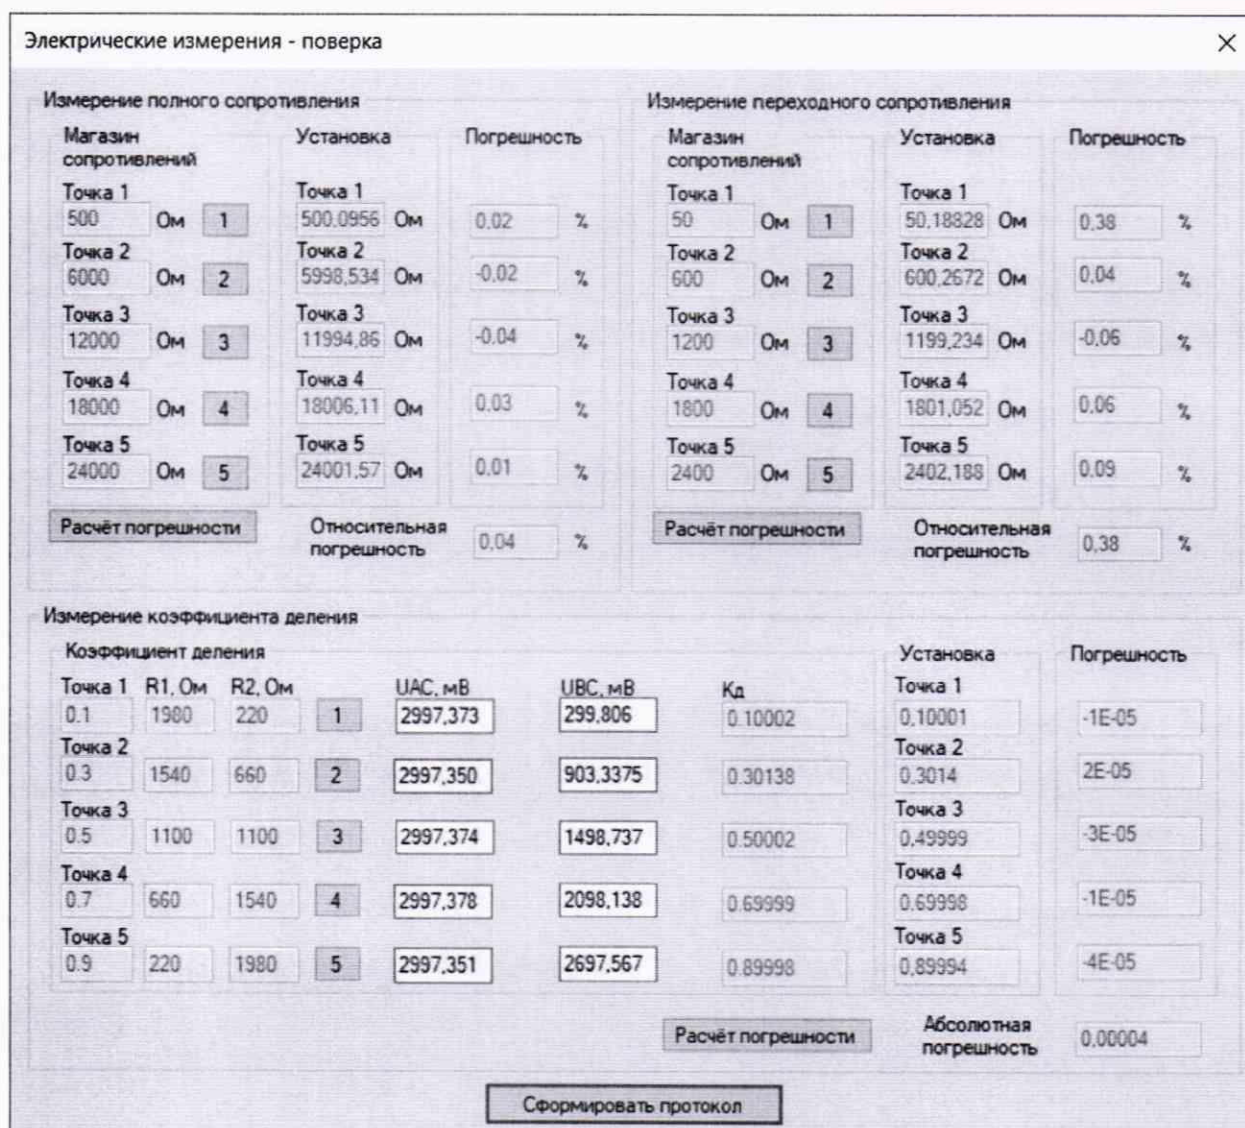 Электрические измерения - поверка
Измерение полного сопротивления
Магазин сопротивлений Установка Погрешность
Точка 1 Точка 1
500 Ом 1 500,0956 Ом 0,02 %
Точка 2 Точка 2
6000 Ом 2 5998,534 Ом -0,02 %
Точка 3 Точка 3
12000 Ом 3 11994,86 Ом -0,04 %
Точка 4 Точка 4
18000 Ом 4 18006,11 Ом 0,03 %
Точка 5 Точка 5
24000 Ом 5 24001,57 Ом 0,01 %
Расчёт погрешности Относительная погрешность 0,04 %
Измерение переходного сопротивления
Магазин сопротивлений Установка Погрешность
Точка 1 Точка 1
50 Ом 1 50,18828 Ом 0,38 %
Точка 2 Точка 2
600 Ом 2 600,2672 Ом 0,04 %
Точка 3 Точка 3
1200 Ом 3 1199,234 Ом -0,06 %
Точка 4 Точка 4
1800 Ом 4 1801,052 Ом 0,06 %
Точка 5 Точка 5
2400 Ом 5 2402,188 Ом 0,09 %
Расчёт погрешности Относительная погрешность 0,38 %
Измерение коэффициента деления
Коэффициент деления Установка Погрешность
Точка 1 R1, Ом R2, Ом UAC, мВ UBC, мВ Кд Точка 1
0.1 1980 220 1 2997,373 299,806 0.10002 0,10001 -1E-05
Точка 2 Точка 2
0.3 1540 660 2 2997,350 903,3375 0.30138 0,3014 2E-05
Точка 3 Точка 3
0.5 1100 1100 3 2997,374 1498,737 0.50002 0,49999 -3E-05
Точка 4 Точка 4
0.7 660 1540 4 2997,378 2098,138 0.69999 0,69998 -1E-05
Точка 5 Точка 5
0.9 220 1980 5 2997,351 2697,567 0.89998 0,89994 -4E-05
Расчёт погрешности Абсолютная погрешность 0,00004
Сформировать протокол